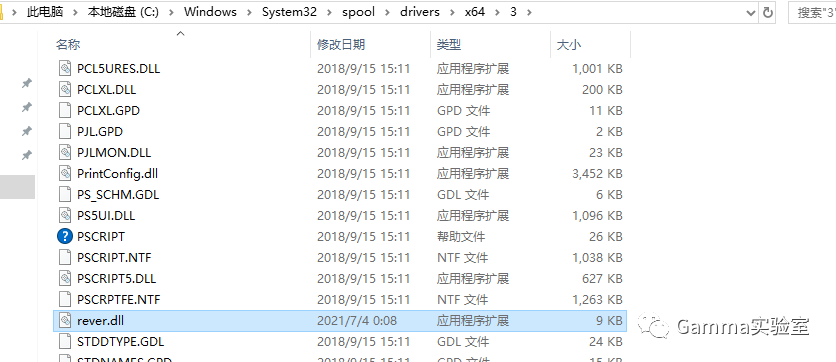 此电脑 > 本地磁盘 (C:) > Windows > System32 > spool > drivers > x64 > 3 >
搜索"3"
名称 修改日期 类型 大小
PCL5URES.DLL 2018/9/15 15:11 应用程序扩展 1,001 KB
PCLXL.DLL 2018/9/15 15:11 应用程序扩展 200 KB
PCLXL.GPD 2018/9/15 15:11 GPD 文件 11 KB
PJL.GPD 2018/9/15 15:11 GPD 文件 2 KB
PJLMON.DLL 2018/9/15 15:11 应用程序扩展 23 KB
PrintConfig.dll 2018/9/15 15:11 应用程序扩展 3,452 KB
PS_SCHM.GDL 2018/9/15 15:11 GDL 文件 6 KB
PS5UI.DLL 2018/9/15 15:11 应用程序扩展 1,096 KB
PSCRIPT 2018/9/15 15:11 帮助文件 26 KB
PSCRIPT.NTF 2018/9/15 15:11 NTF 文件 1,038 KB
PSCRIPT5.DLL 2018/9/15 15:11 应用程序扩展 627 KB
PSCRPTFE.NTF 2018/9/15 15:11 NTF 文件 1,263 KB
rever.dll 2021/7/4 0:08 应用程序扩展 9 KB
Gamma实验室
STDDTYPE.GDL 2018/9/15 15:11 GDL 文件 24 KB
STDNAMES.GPD 2018/9/15 15:11 GPD 文件 15 KB